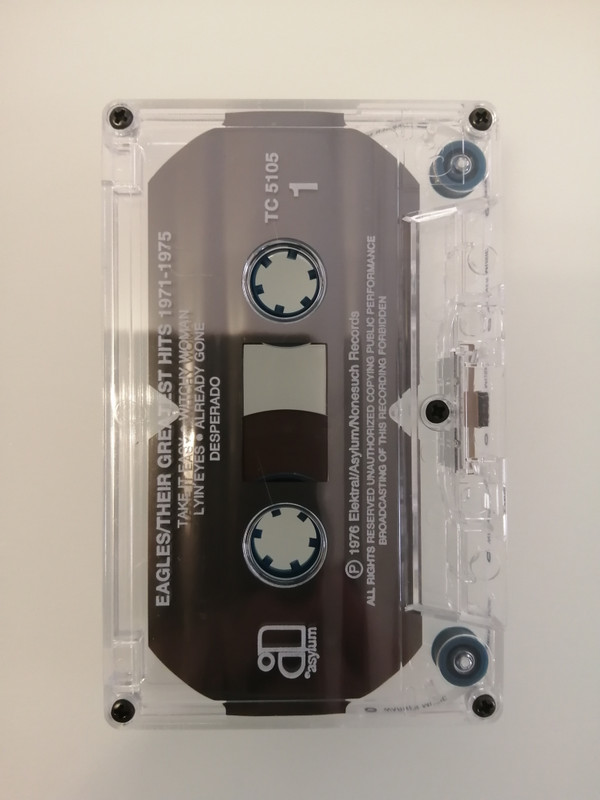 EAGLES/THEIR GREATEST HITS 1971-1975
TAKE IT EASY • WITCHY WOMAN
LYIN EYES • ALREADY GONE
DESPERADO
TC 5105
1
asylum
Ⓟ 1976 Elektral/Asylum/Nonesuch Records
ALL RIGHTS RESERVED UNAUTHORIZED COPYING PUBLIC PERFORMANCE
BROADCASTING OF THIS RECORDING FORBIDDEN